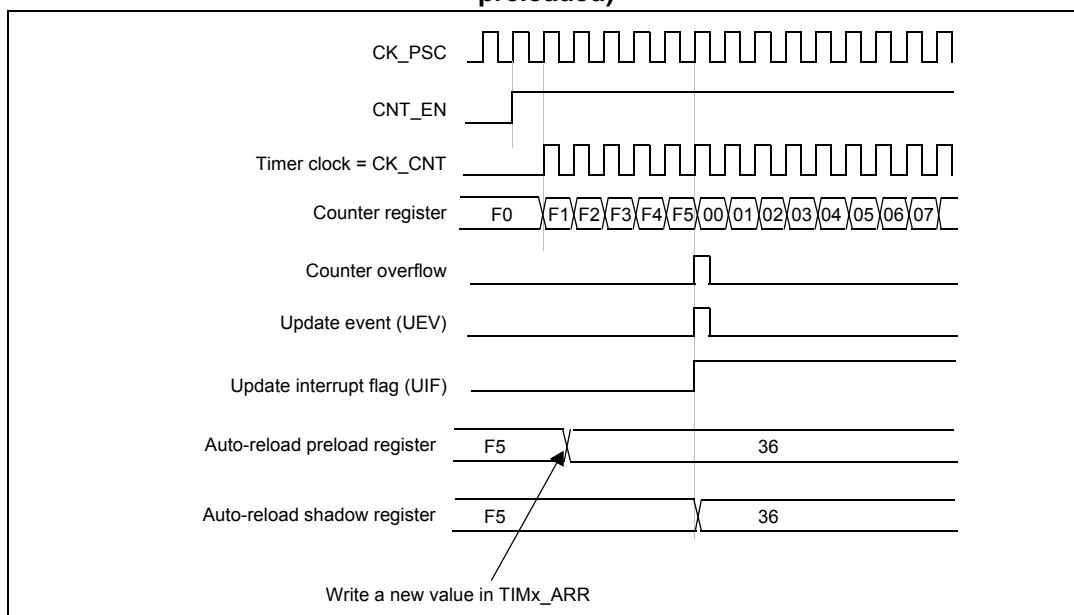 preloaded)
CK_PSC
CNT_EN
Timer clock = CK_CNT
Counter register F0 F1 F2 F3 F4 F5 00 01 02 03 04 05 06 07
Counter overflow
Update event (UEV)
Update interrupt flag (UIF)
Auto-reload preload register F5 36
Auto-reload shadow register F5 36
Write a new value in TIMx_ARR